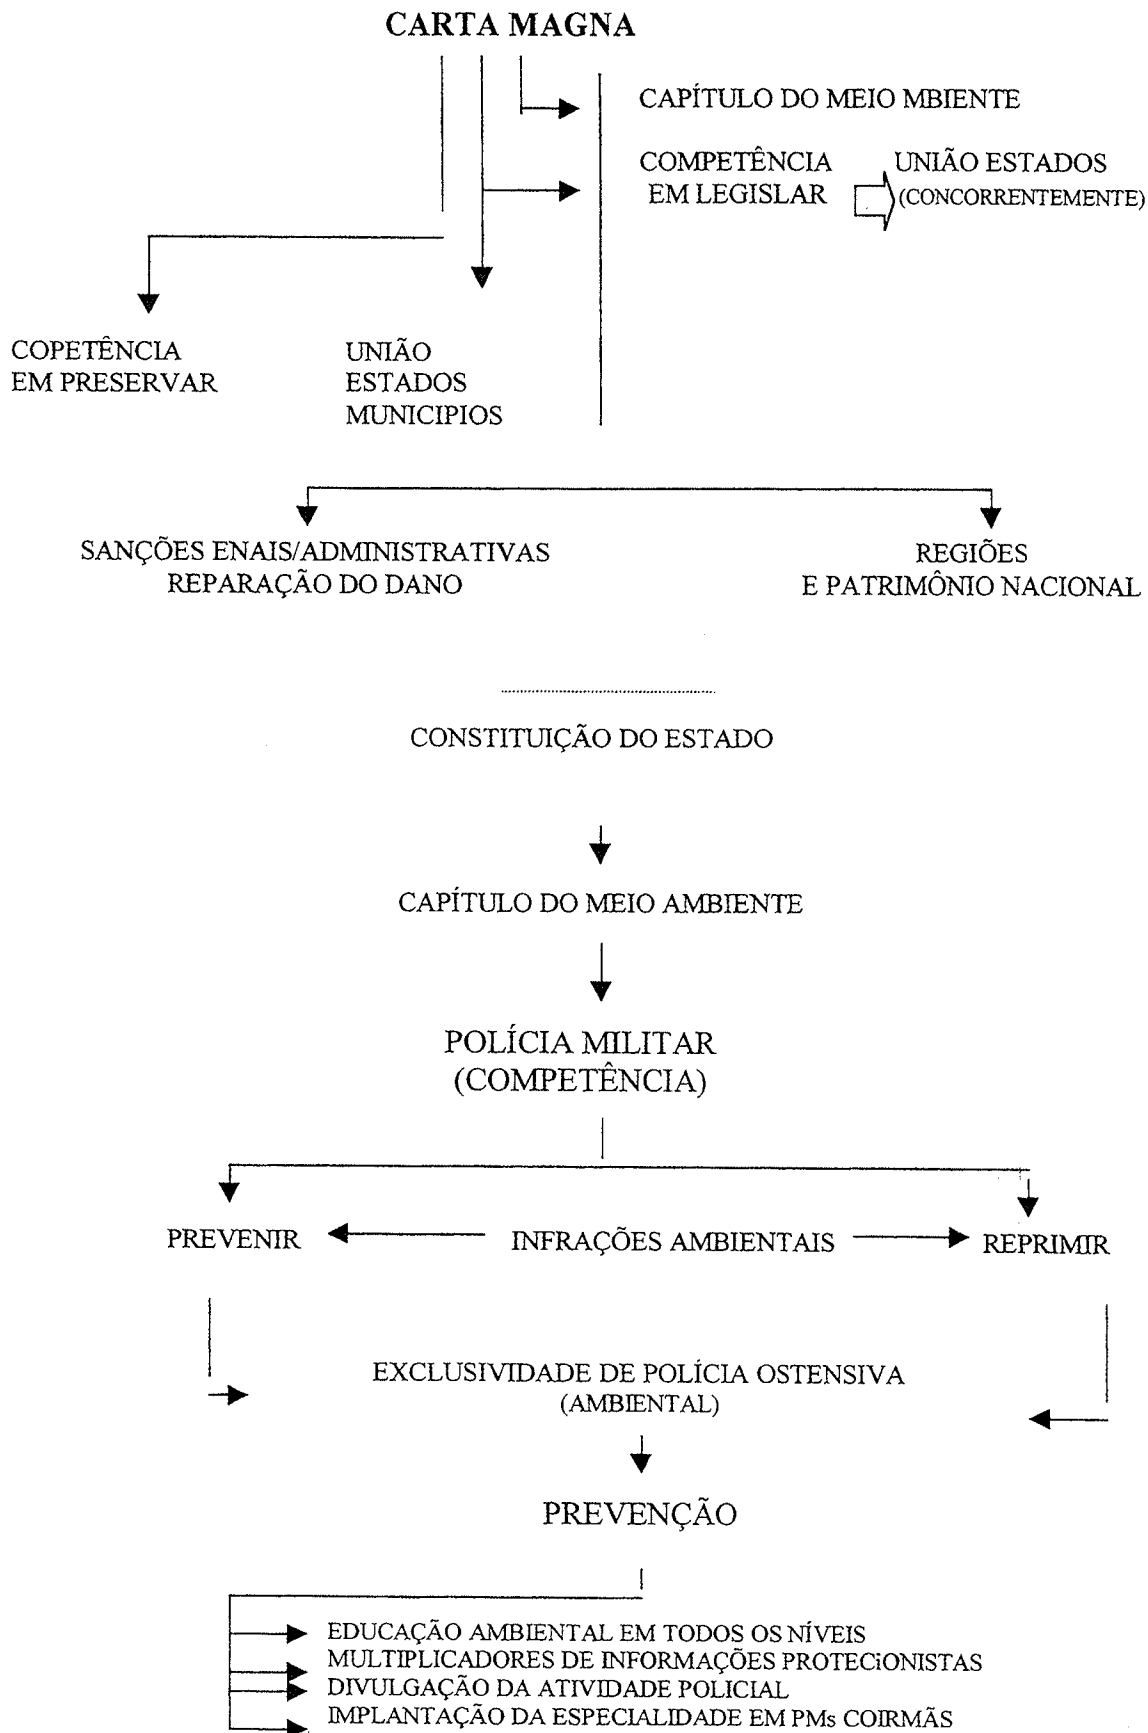 CARTA MAGNA
CAPÍTULO DO MEIO MBIENTE
COMPETÊNCIA
EM LEGISLAR
UNIÃO ESTADOS
(CONCORRENTEMENTE)
COPETÊNCIA
EM PRESERVAR
UNIÃO
ESTADOS
MUNICIPIOS
SANÇÕES ENAIS/ADMINISTRATIVAS
REPARAÇÃO DO DANO
REGIÕES
E PATRIMÔNIO NACIONAL
CONSTITUIÇÃO DO ESTADO
CAPÍTULO DO MEIO AMBIENTE
POLÍCIA MILITAR
(COMPETÊNCIA)
PREVENIR
INFRAÇÕES AMBIENTAIS
REPRIMIR
EXCLUSIVIDADE DE POLÍCIA OSTENSIVA
(AMBIENTAL)
PREVENÇÃO
EDUCAÇÃO AMBIENTAL EM TODOS OS NÍVEIS
MULTIPLICADORES DE INFORMAÇÕES PROTECiONISTAS
DIVULGAÇÃO DA ATIVIDADE POLICIAL
IMPLANTAÇÃO DA ESPECIALIDADE EM PMs COIRMÃS